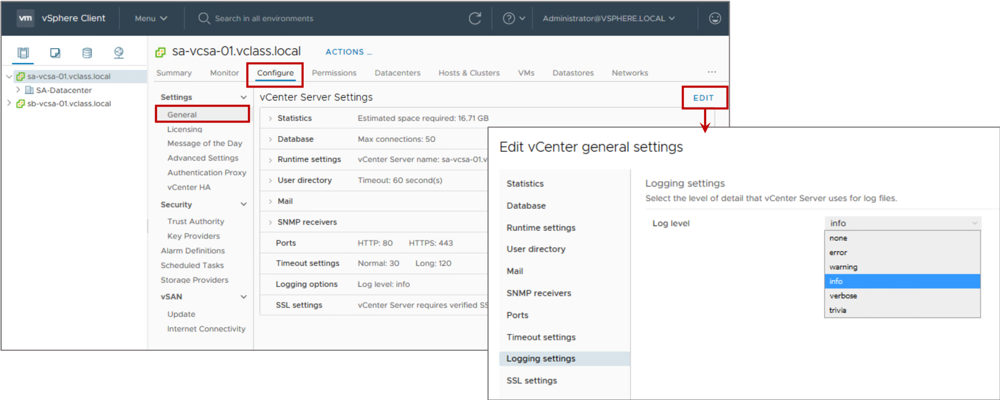 vm vSphere Client Menu Search in all environments Administrator@VSPHERE.LOCAL
sa-vcsa-01.vclass.local
SA-Datacenter
sb-vcsa-01.vclass.local
sa-vcsa-01.vclass.local ACTIONS ...
Summary Monitor Configure Permissions Datacenters Hosts & Clusters VMs Datastores Networks ...
Settings
General
Licensing
Message of the Day
Advanced Settings
Authentication Proxy
vCenter HA
Security
Trust Authority
Key Providers
Alarm Definitions
Scheduled Tasks
Storage Providers
vSAN
Update
Internet Connectivity
vCenter Server Settings EDIT
Statistics Estimated space required: 16.71 GB
Database Max connections: 50
Runtime settings vCenter Server name: sa-vcsa-01.v
User directory Timeout: 60 second(s)
Mail
SNMP receivers
Ports HTTP: 80 HTTPS: 443
Timeout settings Normal: 30 Long: 120
Logging options Log level: info
SSL settings vCenter Server requires verified SS
Edit vCenter general settings
Statistics
Database
Runtime settings
User directory
Mail
SNMP receivers
Ports
Timeout settings
Logging settings
SSL settings
Logging settings
Select the level of detail that vCenter Server uses for log files.
Log level info
none
error
warning
info
verbose
trivia